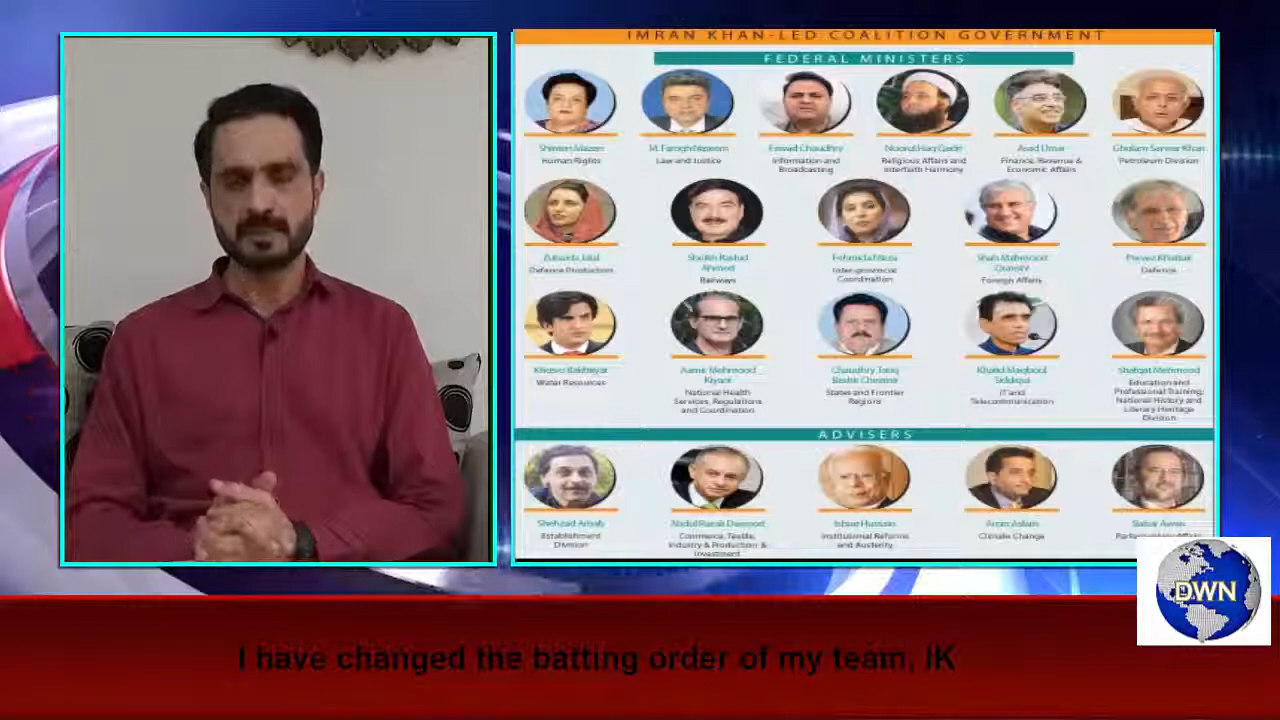 IMRAN KHAN-LED COALITION GOVERNMENT
FEDERAL MINISTERS
Shireen Mazari
Human Rights
M. Farogh Naseem
Law and Justice
Fawad Chaudhry
Information and
Broadcasting
Noorul Haq Qadri
Religious Affairs and
Interfaith Harmony
Asad Umar
Finance, Revenue &
Economic Affairs
Ghulam Sarwar Khan
Petroleum Division
Zubaida Jalal
Defence Production
Sheikh Rashid
Ahmed
Railways
Fehmida Mirza
Inter-provincial
Coordination
Shah Mehmood
Qureshi
Foreign Affairs
Pervez Khattak
Defence
Khusro Bakhtiyar
Water Resources
Aamir Mehmood
Kiyani
National Health
Services, Regulations
and Coordination
Chaudhry Tariq
Bashir Cheema
States and Frontier
Regions
Khalid Maqbool
Siddiqui
IT and
Telecommunication
Shafqat Mehmood
Education and
Professional Training,
National History and
Literary Heritage
Division
ADVISERS
Shehzad Arbab
Establishment
Division
Abdul Razak Dawood
Commerce, Textile,
Industry & Production &
Investment
Ishrat Hussain
Institutional Reforms
and Austerity
Amin Aslam
Climate Change
Babar Awan
DWN
I have changed the batting order of my team, IK